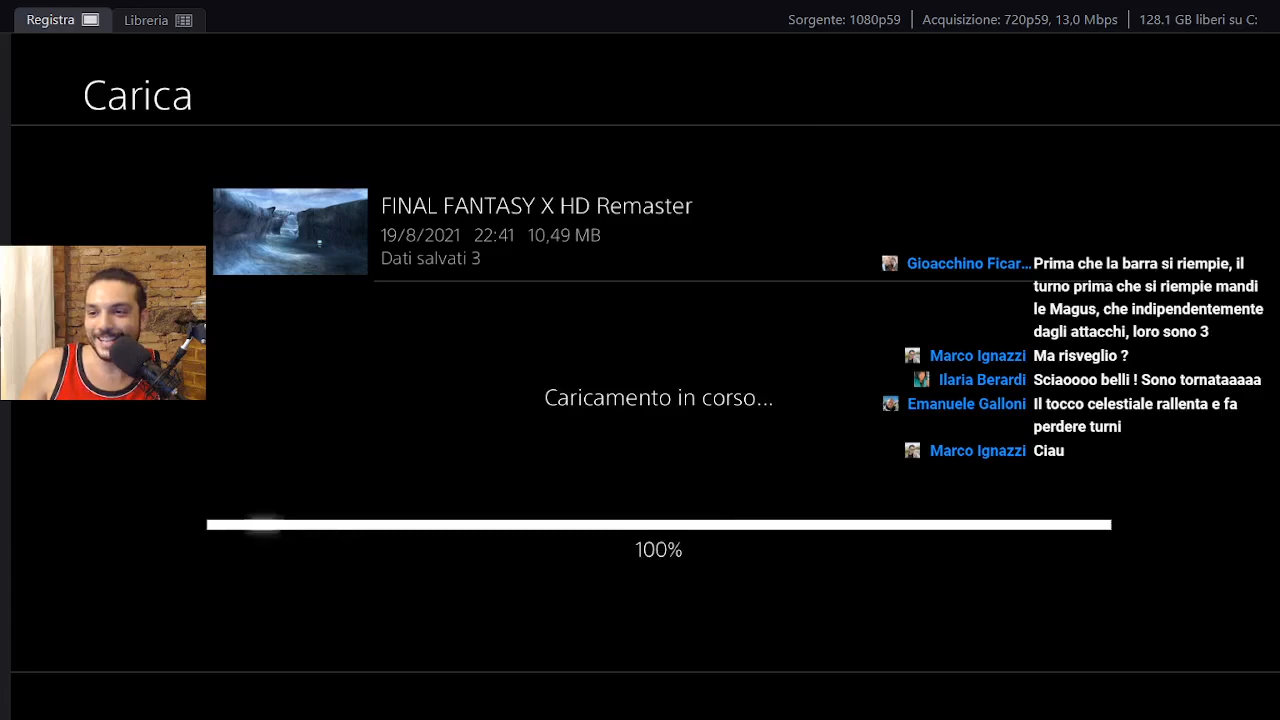 Registra
Libreria
Sorgente: 1080p59
Acquisizione: 720p59, 13,0 Mbps
128.1 GB liberi su C:
Carica
FINAL FANTASY X HD Remaster
19/8/2021 22:41 10,49 MB
Dati salvati 3
Gioacchino Ficar... Prima che la barra si riempie, il
turno prima che si riempie mandi
le Magus, che indipendentemente
dagli attacchi, loro sono 3
Marco Ignazzi Ma risveglio ?
Ilaria Berardi Sciaoooo belli ! Sono tornataaaaa
Emanuele Galloni Il tocco celestiale rallenta e fa
perdere turni
Marco Ignazzi Ciau
Caricamento in corso...
100%